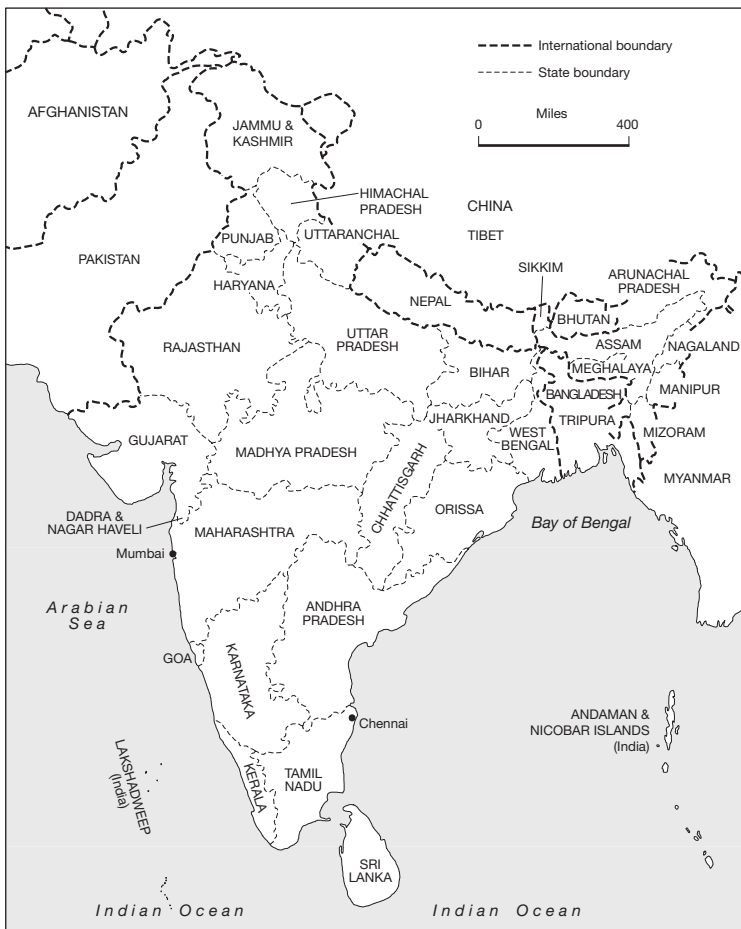 International boundary
State boundary
Miles
0 400
AFGHANISTAN
JAMMU &
KASHMIR
HIMACHAL
PRADESH
CHINA
TIBET
PUNJAB
UTTARANCHAL
PAKISTAN
HARYANA
SIKKIM
ARUNACHAL
PRADESH
NEPAL
BHUTAN
RAJASTHAN
UTTAR
PRADESH
ASSAM
NAGALAND
BIHAR
MEGHALAYA
MANIPUR
BANGLADESH
JHARKHAND
TRIPURA
WEST
BENGAL
MIZORAM
GUJARAT
MADHYA PRADESH
CHHATTISGARH
MYANMAR
ORISSA
DADRA &
NAGAR HAVELI
MAHARASHTRA
Bay of Bengal
Mumbai
Arabian
Sea
ANDHRA
PRADESH
GOA
KARNATAKA
Chennai
ANDAMAN &
NICOBAR ISLANDS
(India)
LAKSHADWEEP
(India)
KERALA
TAMIL
NADU
SRI
LANKA
Indian Ocean
Indian Ocean